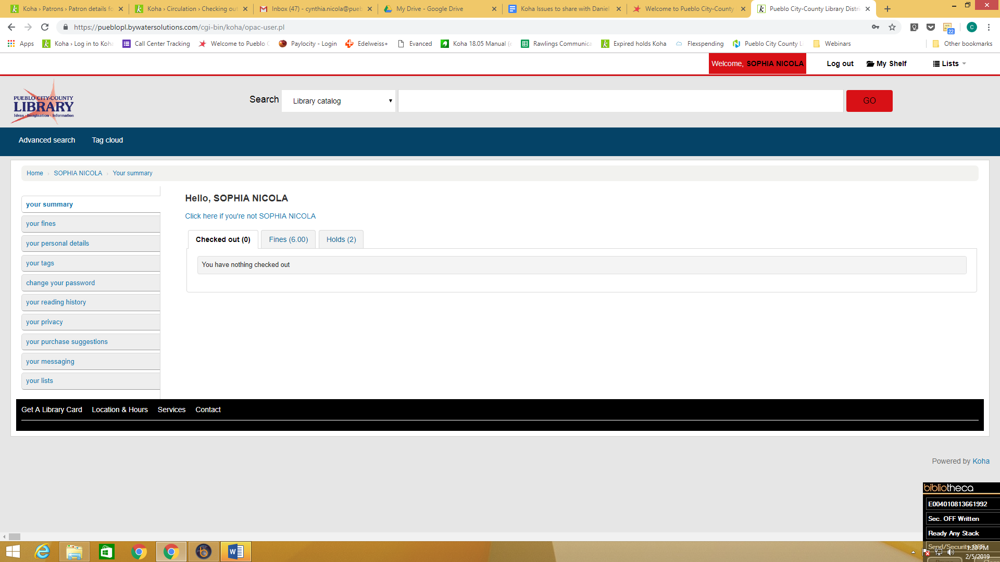 Koha › Patrons › Patron details fo
Koha › Circulation › Checking out
Inbox (47) - cynthia.nicola@pueb
My Drive - Google Drive
Koha Issues to share with Daniel
Welcome to Pueblo City-County
Pueblo City-County Library Distri
https://pueblopl.bywatersolutions.com/cgi-bin/koha/opac-user.pl
22
C
Apps
Koha › Log in to Koha
Call Center Tracking
Welcome to Pueblo C
Paylocity - Login
Edelweiss+
Evanced
Koha 18.05 Manual (e
Rawlings Communica
Expired holds Koha
Flexspending
Pueblo City County L
Webinars
Other bookmarks
Welcome, SOPHIA NICOLA
Log out
My Shelf
Lists
PUEBLO CITY-COUNTY
LIBRARY
Ideas · Imagination · Information
Search
Library catalog
GO
Advanced search
Tag cloud
Home › SOPHIA NICOLA › Your summary
your summary
your fines
your personal details
your tags
change your password
your reading history
your privacy
your purchase suggestions
your messaging
your lists
Hello, SOPHIA NICOLA
Click here if you're not SOPHIA NICOLA
Checked out (0)
Fines (6.00)
Holds (2)
You have nothing checked out
Get A Library Card
Location & Hours
Services
Contact
Powered by Koha
bibliotheca
E004010813661992
Sec. OFF Written
Ready Any Stack
Send/Security OFF
1:20 PM
2/5/2019